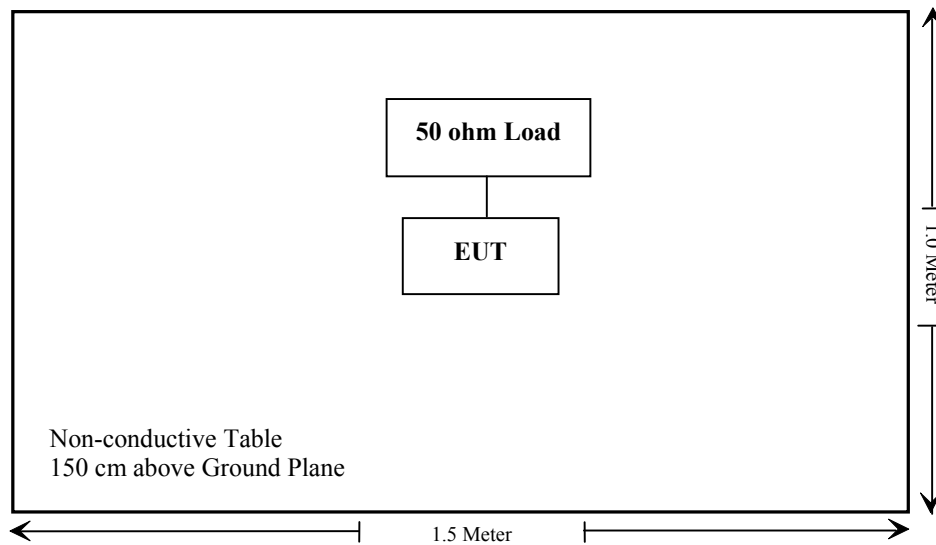 50 ohm Load
EUT
1.0 Meter
Non-conductive Table
150 cm above Ground Plane
1.5 Meter